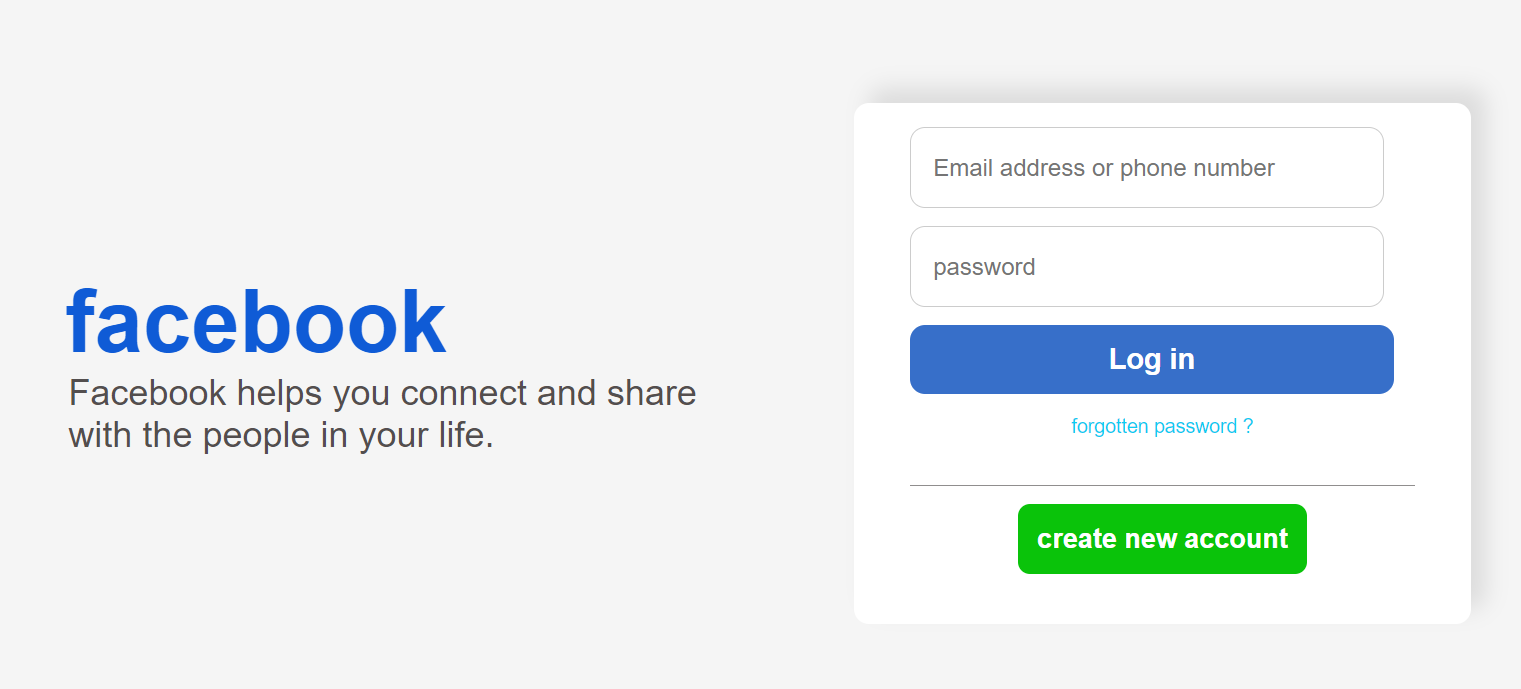 facebook
Facebook helps you connect and share
with the people in your life.
Email address or phone number
password
Log in
forgotten password ?
create new account